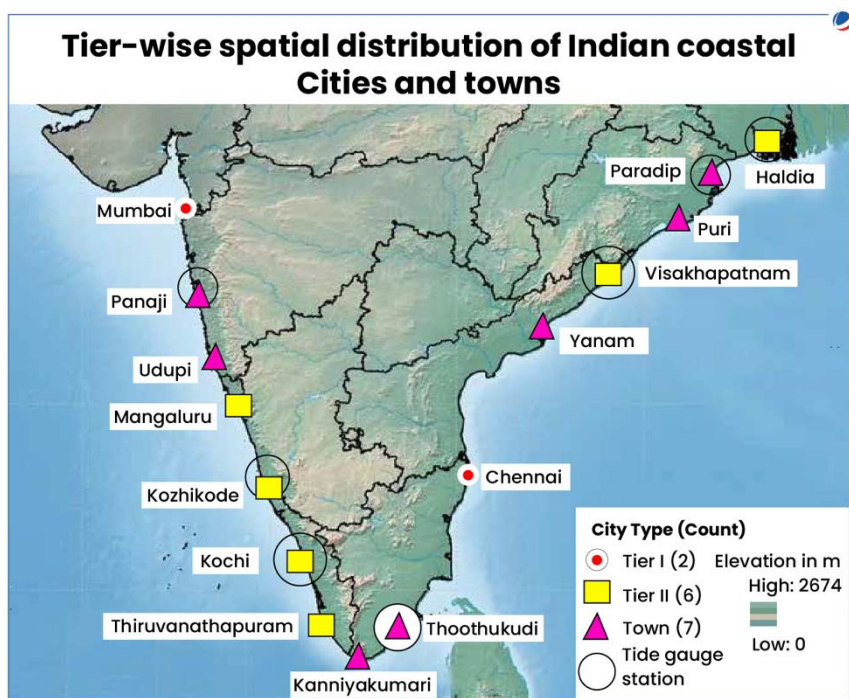 Tier-wise spatial distribution of Indian coastal
Cities and towns
Paradip
Haldia
Mumbai
Puri
Visakhapatnam
Panaji
Yanam
Udupi
Mangaluru
Chennai
Kozhikode
Kochi
Thiruvanathapuram
Thoothukudi
Kanniyakumari
City Type (Count)
Tier I (2)
Tier II (6)
Town (7)
Tide gauge
station
Elevation in m
High: 2674
Low: 0